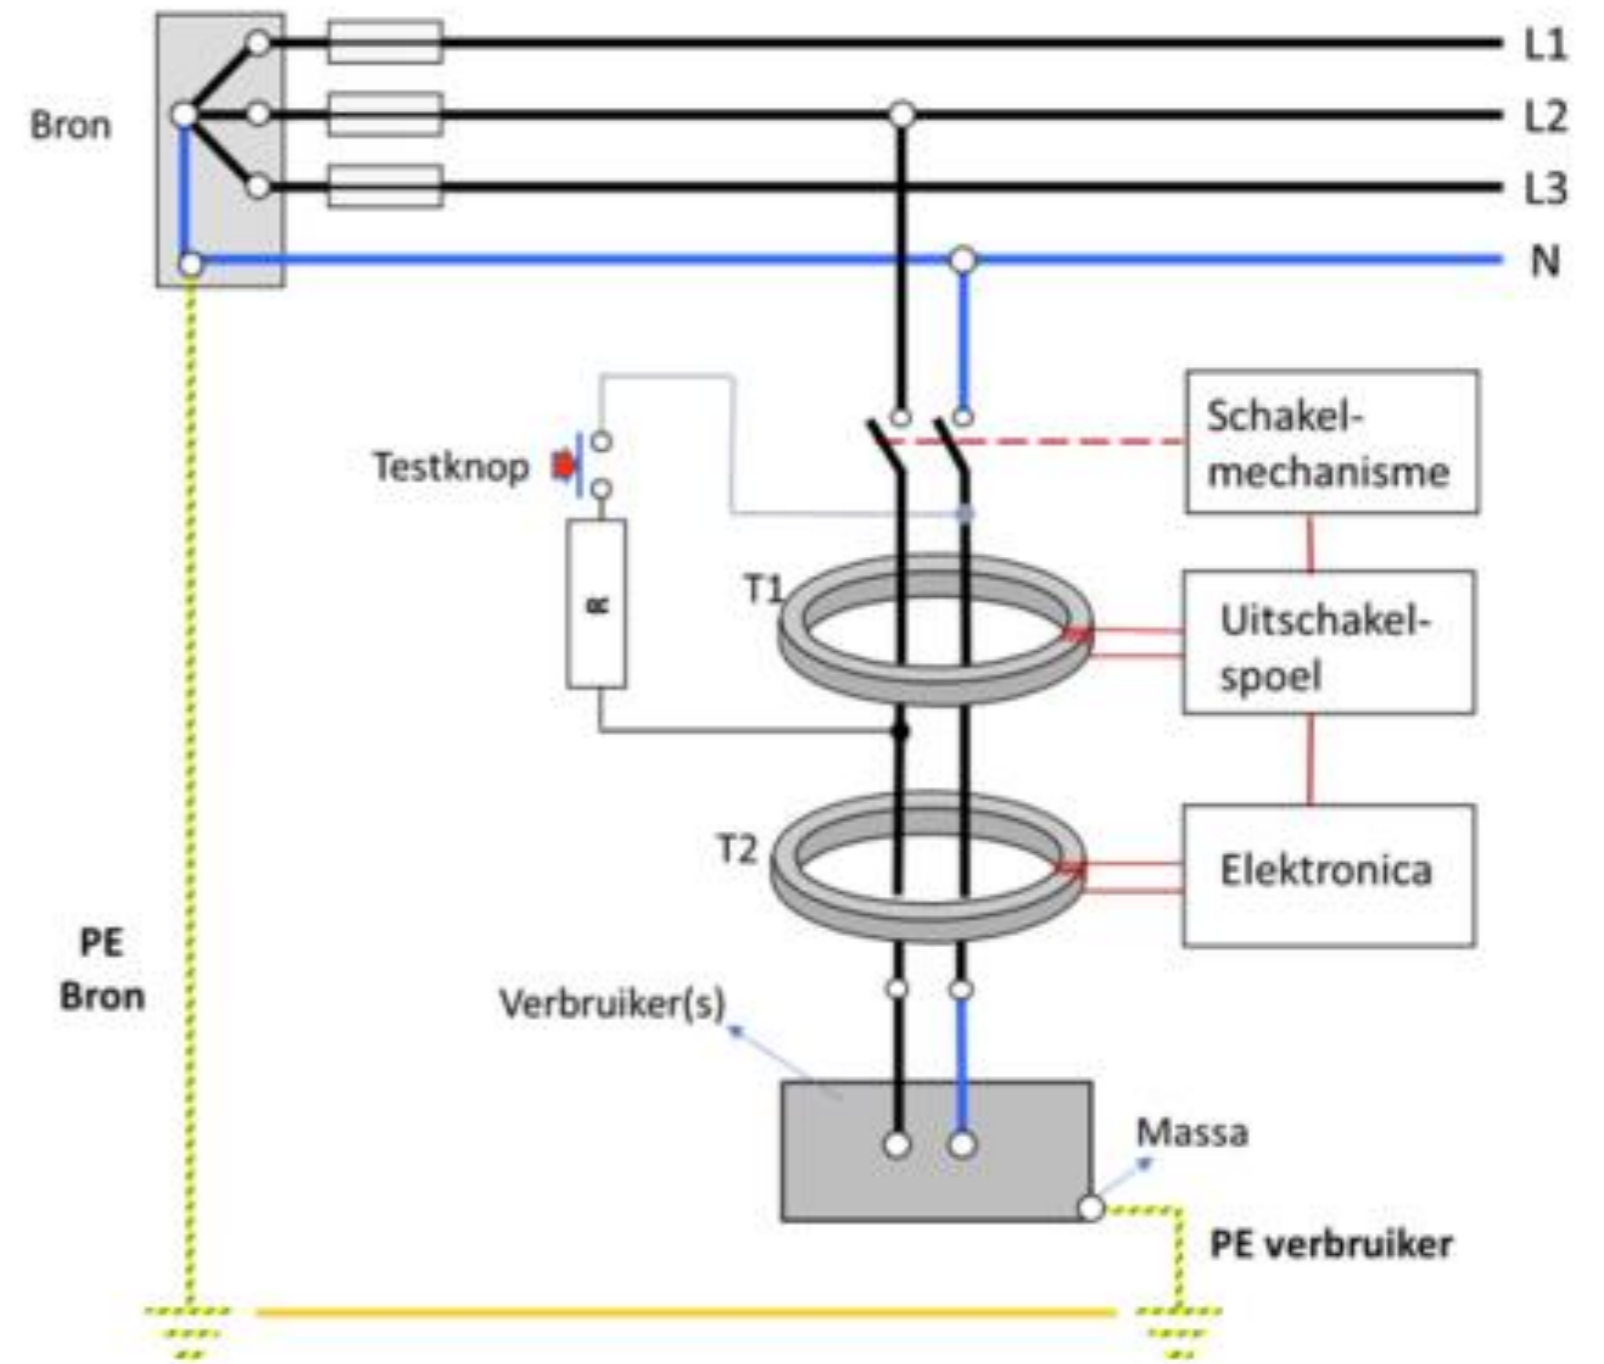 L1
Bron
L2
L3
N
Schakel-
mechanisme
Testknop
T1
R
Uitschakel-
spoel
T2
Elektronica
PE
Bron
Verbruiker(s)
Massa
PE verbruiker